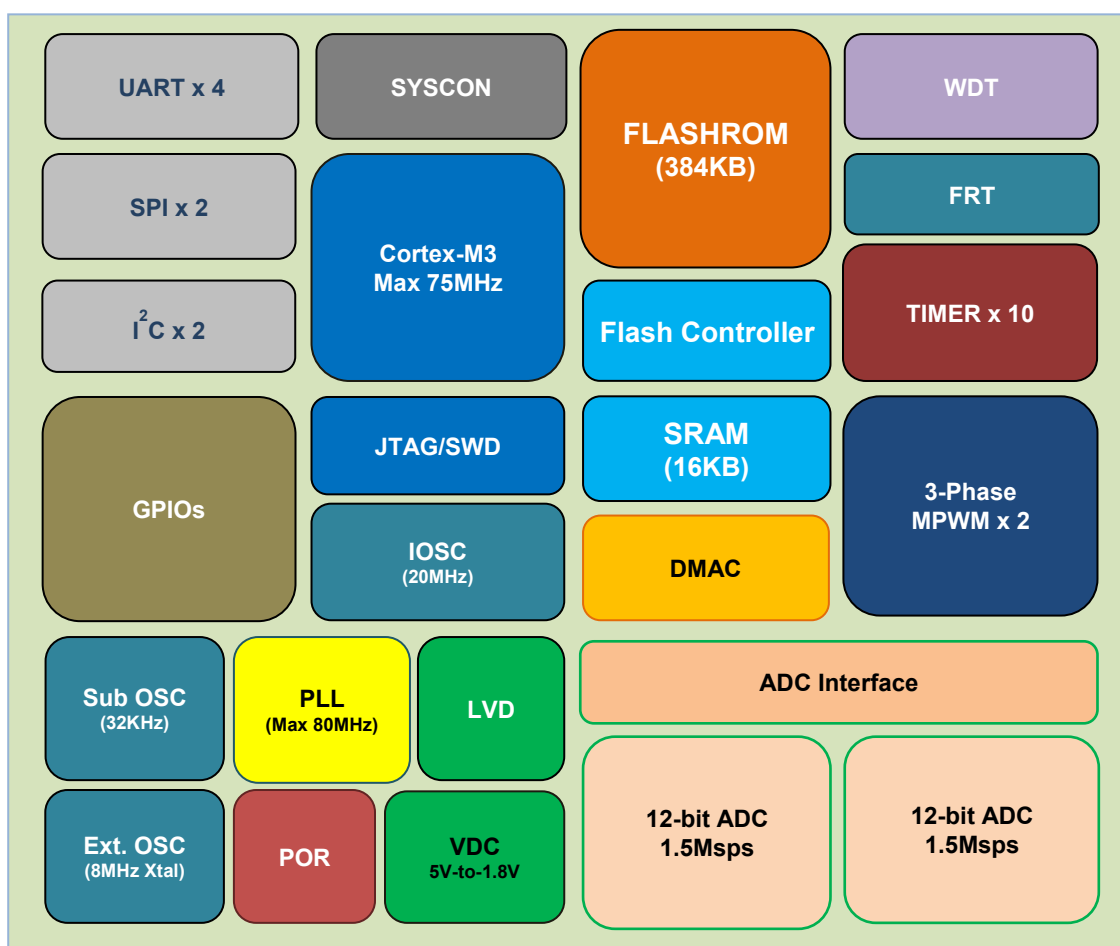 UART x 4
SYSCON
FLASHROM
(384KB)
WDT
SPI x 2
Cortex-M3
Max 75MHz
FRT
I²C x 2
Flash Controller
TIMER x 10
GPIOs
JTAG/SWD
SRAM
(16KB)
3-Phase
MPWM x 2
IOSC
(20MHz)
DMAC
Sub OSC
(32KHz)
PLL
(Max 80MHz)
LVD
ADC Interface
Ext. OSC
(8MHz Xtal)
POR
VDC
5V-to-1.8V
12-bit ADC
1.5Msps
12-bit ADC
1.5Msps